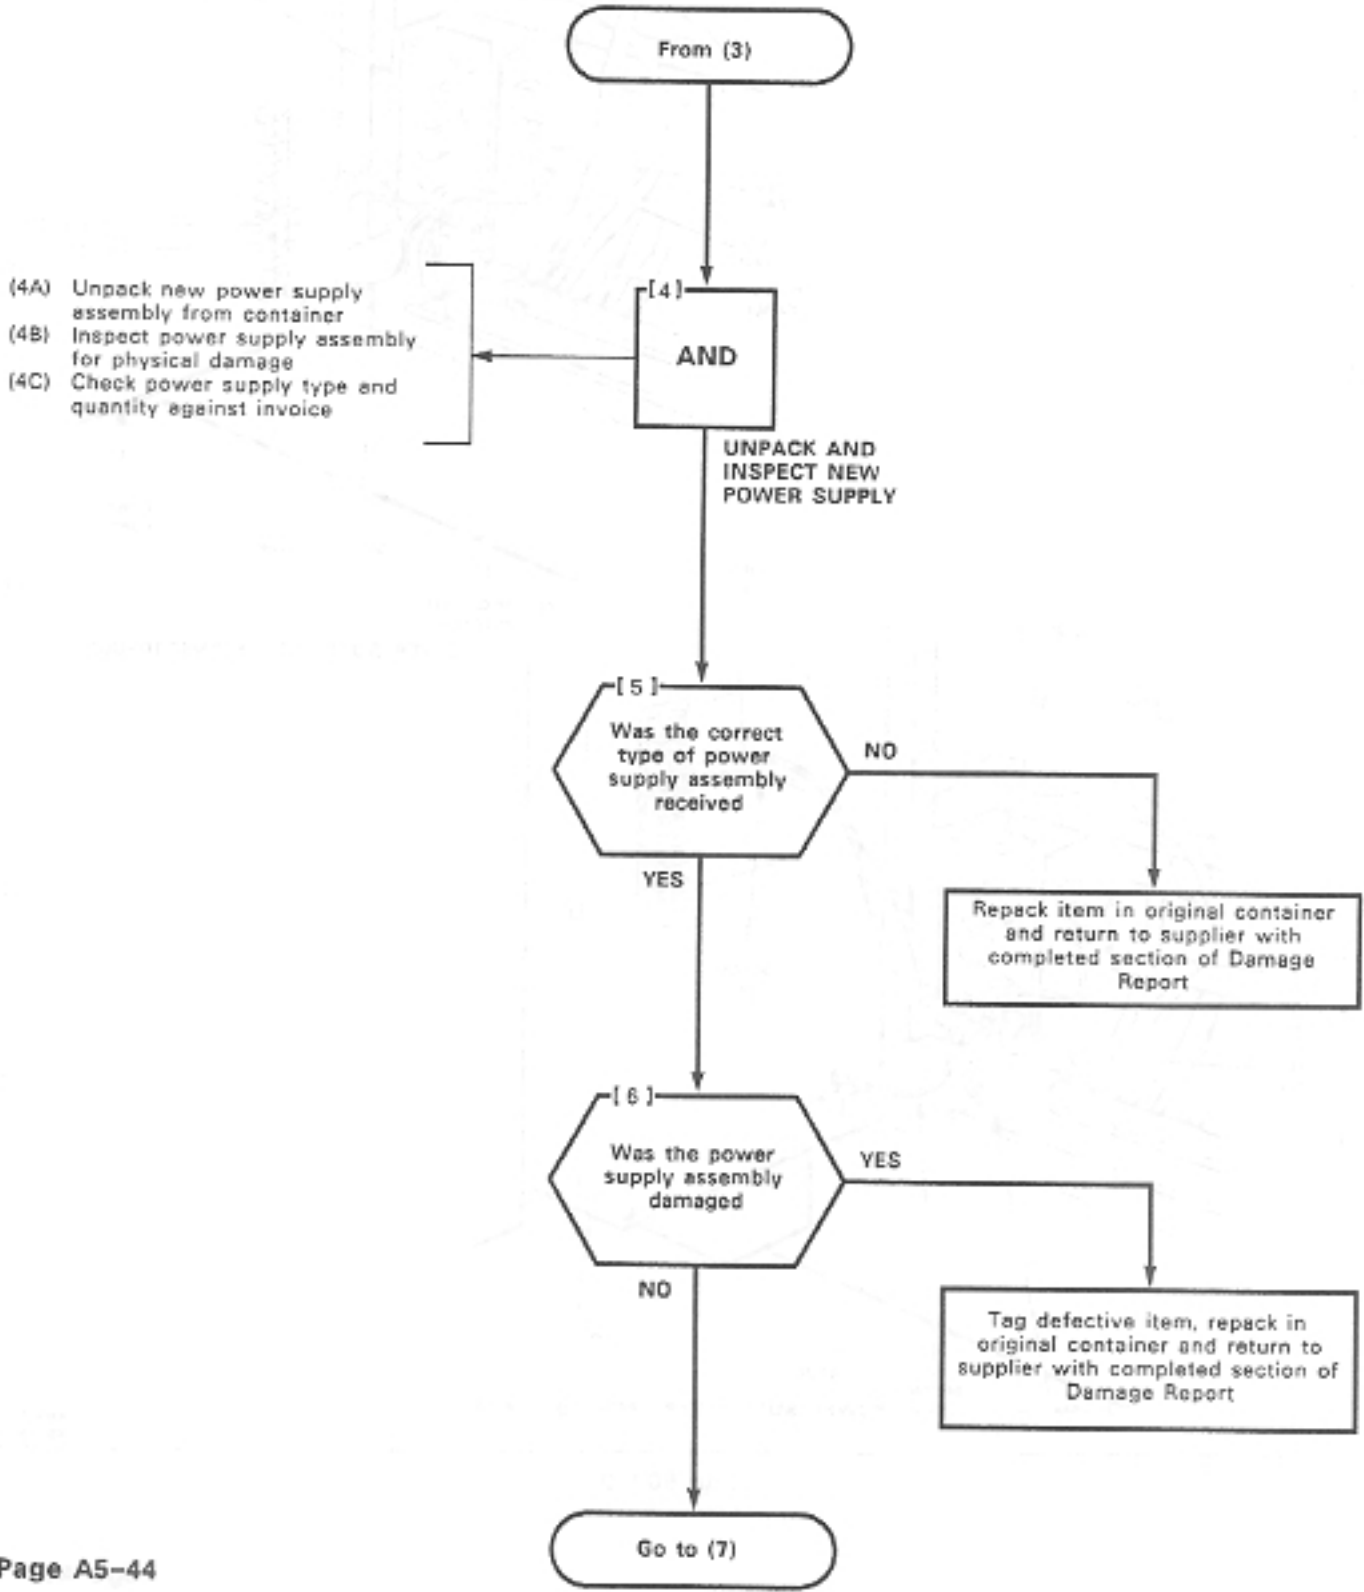 From (3)
[4]
AND
(4A) Unpack new power supply
assembly from container
(4B) Inspect power supply assembly
for physical damage
(4C) Check power supply type and
quantity against invoice
UNPACK AND
INSPECT NEW
POWER SUPPLY
[ 5 ]
Was the correct
type of power
supply assembly
received
NO
YES
Repack item in original container
and return to supplier with
completed section of Damage
Report
[ 6 ]
Was the power
supply assembly
damaged
YES
NO
Tag defective item, repack in
original container and return to
supplier with completed section of
Damage Report
Go to (7)
Page A5-44